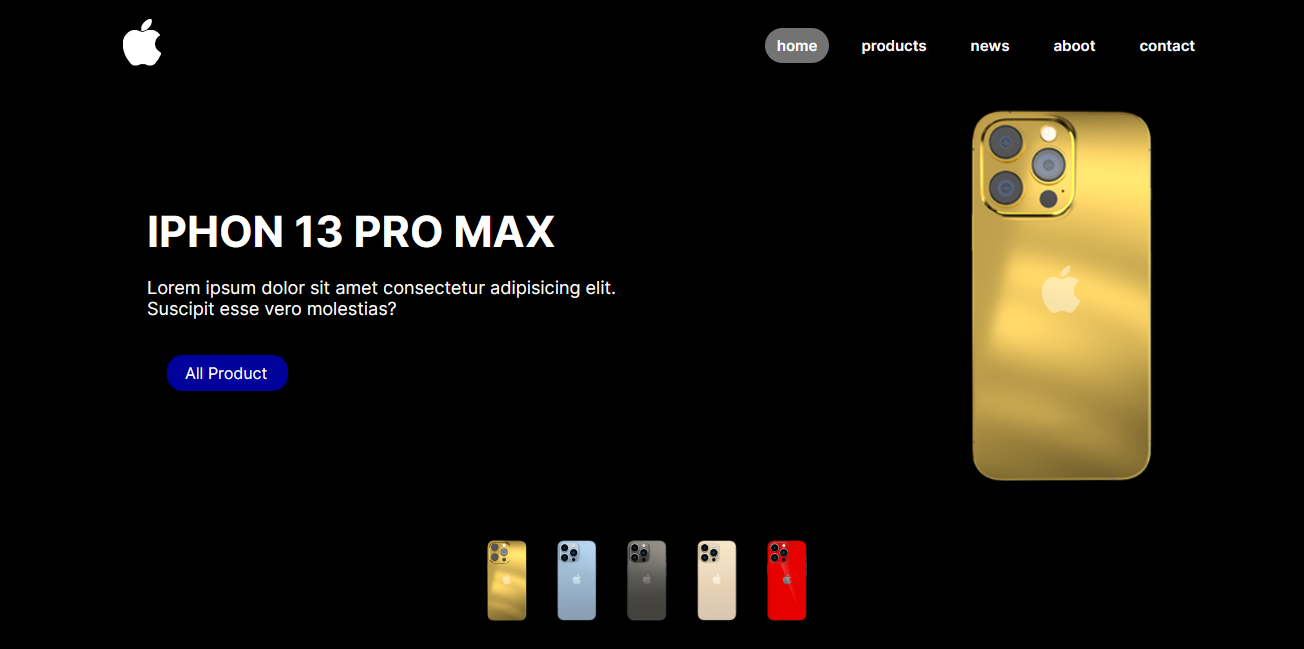 home products news aboot contact
IPHON 13 PRO MAX
Lorem ipsum dolor sit amet consectetur adipisicing elit.
Suscipit esse vero molestias?
All Product